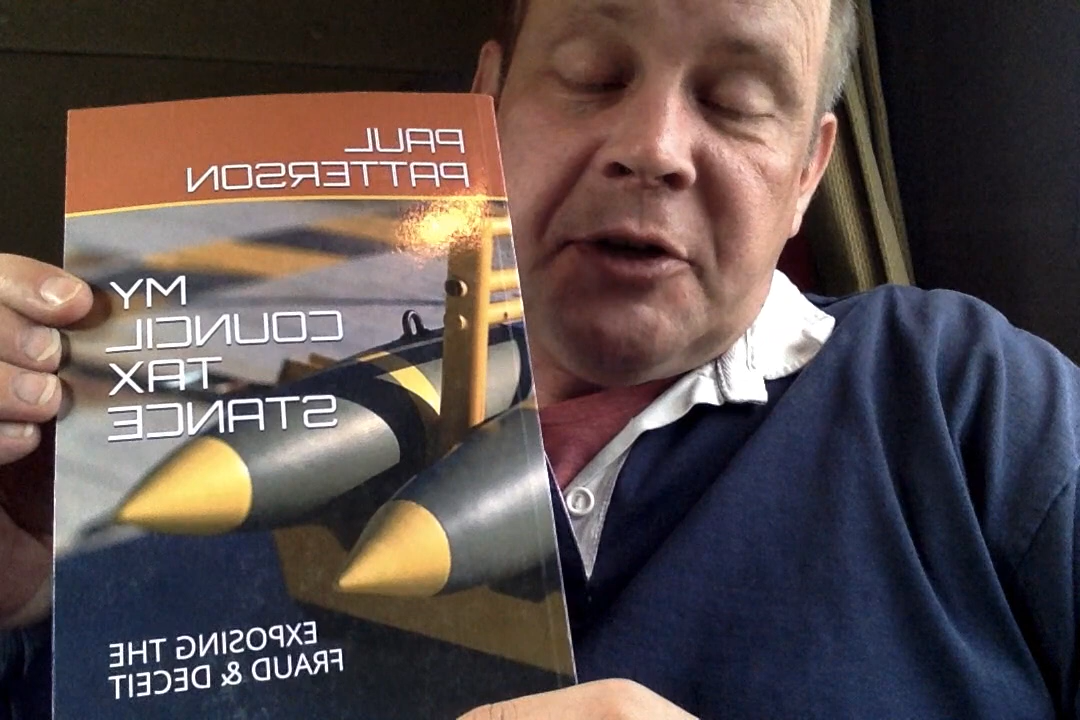 PAUL
PATTERSON
MY
COUNCIL
TAX
STANCE
EXPOSING THE
FRAUD & DECEIT